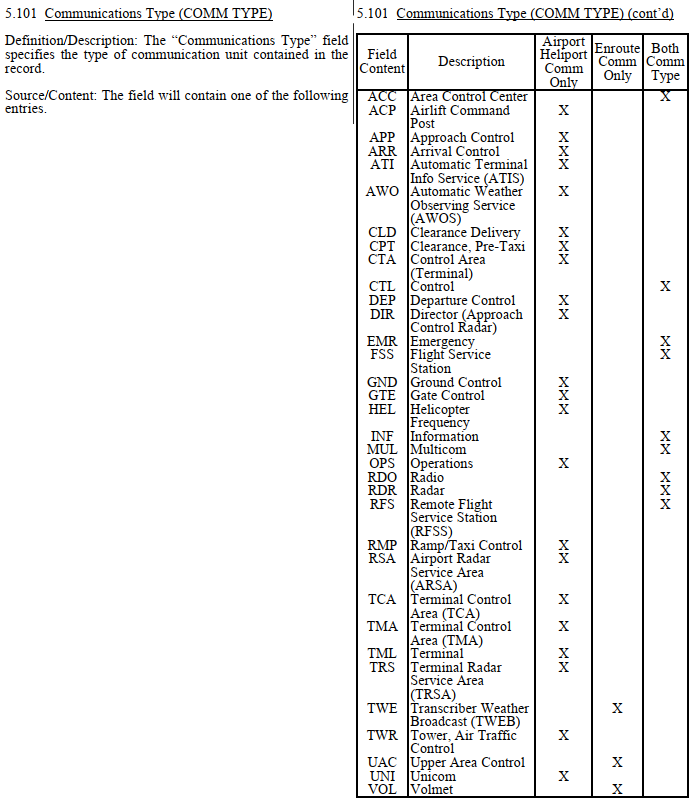 5.101 Communications Type (COMM TYPE)
Definition/Description: The “Communications Type” field
specifies the type of communication unit contained in the
record.
Source/Content: The field will contain one of the following
entries.
5.101 Communications Type (COMM TYPE) (cont’d)
Field Content Description Airport Heliport Comm Only Enroute Comm Only Both Comm Type
ACC Area Control Center X
ACP Airlift Command X
Post
APP Approach Control X
ARR Arrival Control X
ATI Automatic Terminal X
Info Service (ATIS)
AWO Automatic Weather X
Observing Service
(AWOS)
CLD Clearance Delivery X
CPT Clearance, Pre-Taxi X
CTA Control Area X
(Terminal)
CTL Control X
DEP Departure Control X
DIR Director (Approach X
Control Radar)
EMR Emergency X
FSS Flight Service X
Station
GND Ground Control X
GTE Gate Control X
HEL Helicopter X
Frequency
INF Information X
MUL Multicom X
OPS Operations X
RDO Radio X
RDR Radar X
RFS Remote Flight X
Service Station
(RFSS)
RMP Ramp/Taxi Control X
RSA Airport Radar X
Service Area
(ARSA)
TCA Terminal Control X
Area (TCA)
TMA Terminal Control X
Area (TMA)
TML Terminal X
TRS Terminal Radar X
Service Area
(TRSA)
TWE Transcriber Weather X
Broadcast (TWEB)
TWR Tower, Air Traffic X
Control
UAC Upper Area Control X
UNI Unicom X
VOL Volmet X